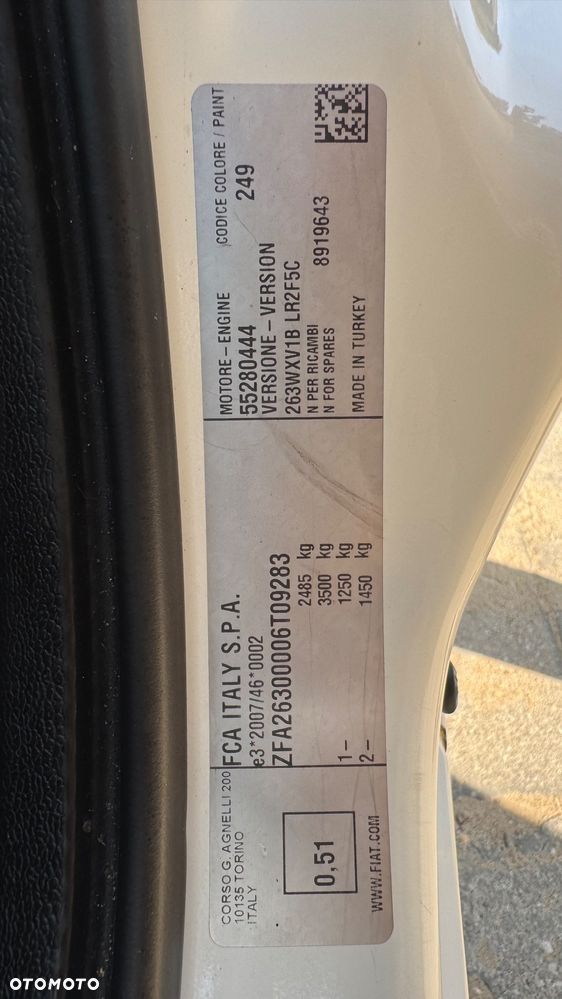 CORSO G. AGNELLI 200
10135 TORINO
ITALY
0,51
WWW.FIAT.COM
FCA ITALY S.P.A.
e3*2007/46*0002
ZFA26300006T09283
2485 kg
3500 kg
1- 1250 kg
2- 1450 kg
MOTORE - ENGINE
55280444
CODICE COLORE / PAINT
249
VERSIONE - VERSION
263WXV1B LR2F5C
N PER RICAMBI
N FOR SPARES
8919643
MADE IN TURKEY
OTOMOTO